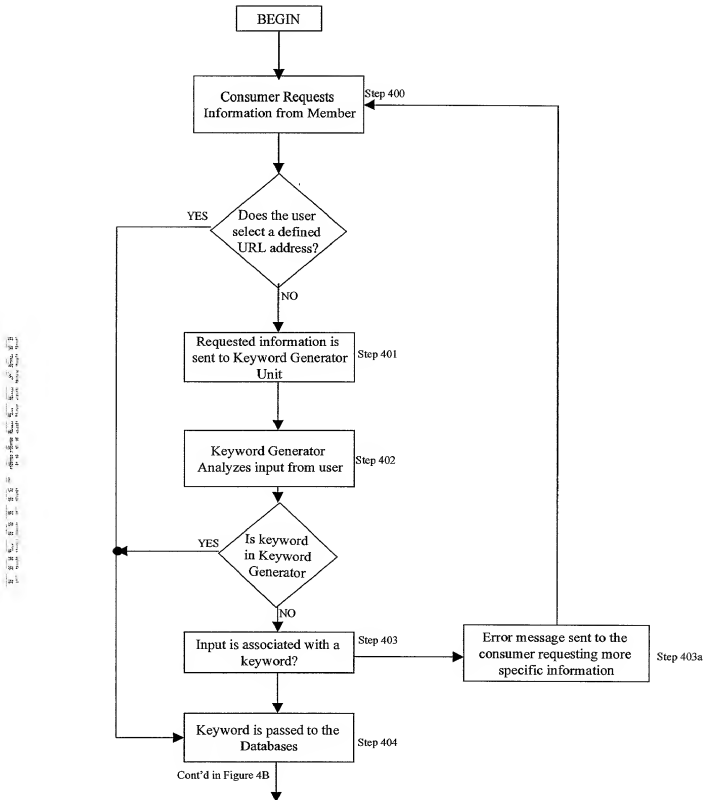 BEGIN
Consumer Requests
Information from Member
Step 400
Does the user
select a defined
URL address?
YES
NO
Requested information is
sent to Keyword Generator
Unit
Step 401
Keyword Generator
Analyzes input from user
Step 402
Is keyword
in Keyword
Generator
YES
NO
Input is associated with a
keyword?
Step 403
Error message sent to the
consumer requesting more
specific information
Step 403a
Keyword is passed to the
Databases
Step 404
Cont'd in Figure 4B